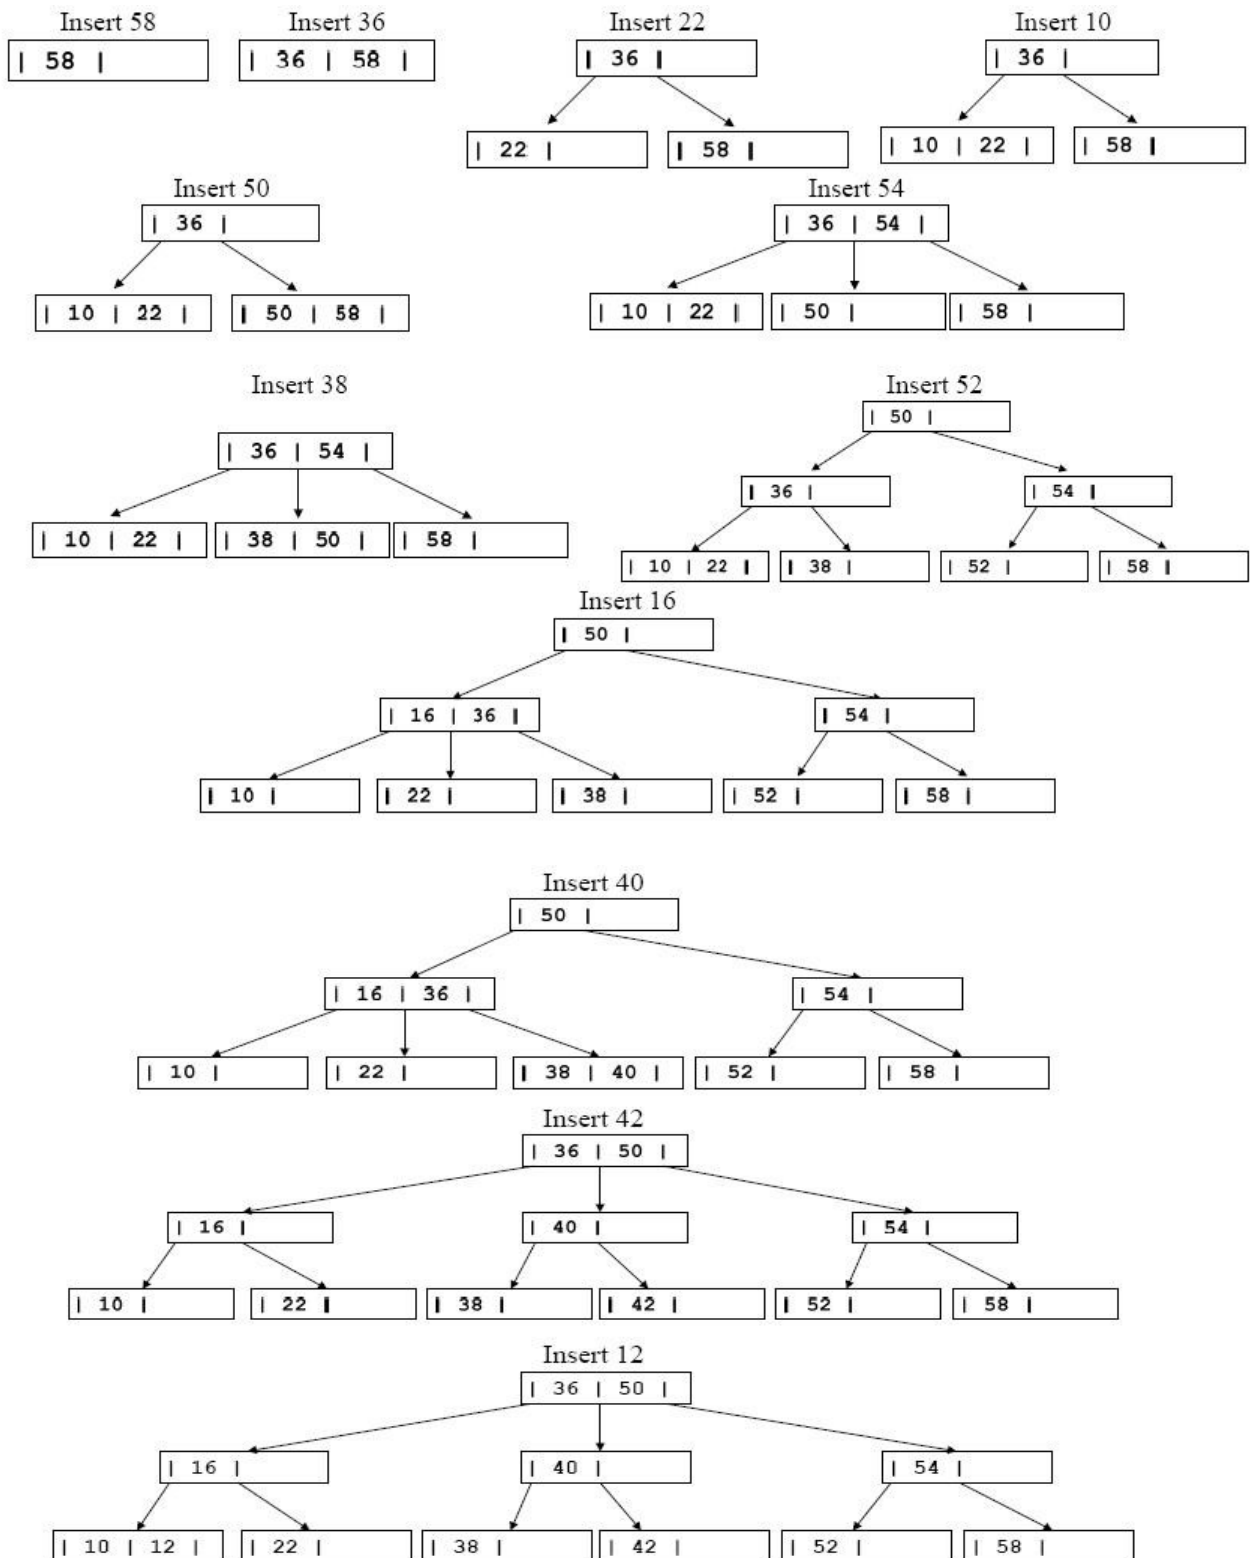 Insert 58 Insert 36 Insert 22 Insert 10
| 58 | | 36 | 58 | | 36 | | 36 |
| 22 | | 58 | | 10 | 22 | | 58 |
Insert 50 Insert 54
| 36 | | 36 | 54 |
| 10 | 22 | | 50 | 58 | | 10 | 22 | | 50 | | 58 |
Insert 38 Insert 52
| 50 |
| 36 | 54 |
| 36 | | 54 |
| 10 | 22 | | 38 | 50 | | 58 |
| 10 | 22 | | 38 | | 52 | | 58 |
Insert 16
| 50 |
| 16 | 36 | | 54 |
| 10 | | 22 | | 38 | | 52 | | 58 |
Insert 40
| 50 |
| 16 | 36 | | 54 |
| 10 | | 22 | | 38 | 40 | | 52 | | 58 |
Insert 42
| 36 | 50 |
| 16 | | 40 | | 54 |
| 10 | | 22 | | 38 | | 42 | | 52 | | 58 |
Insert 12
| 36 | 50 |
| 16 | | 40 | | 54 |
| 10 | 12 | | 22 | | 38 | | 42 | | 52 | | 58 |